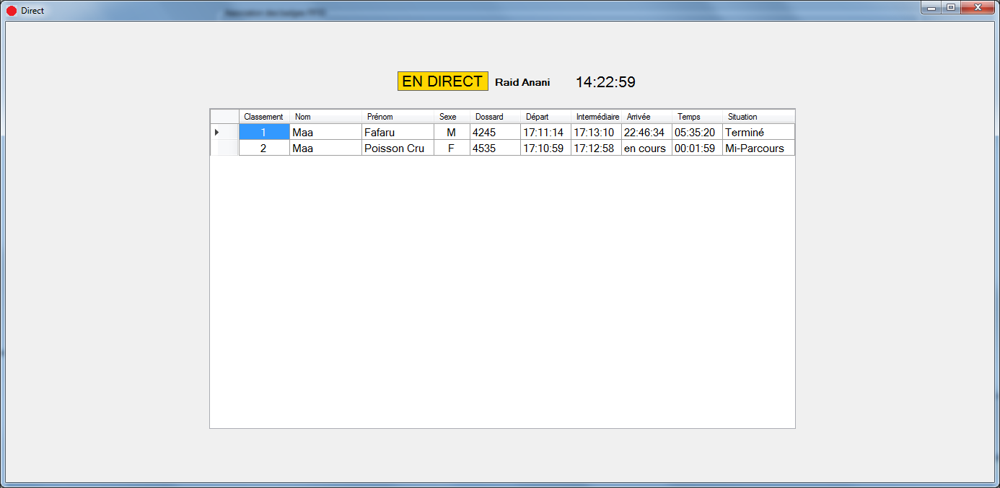 Direct
EN DIRECT Raid Anani 14:22:59
Classement Nom Prénom Sexe Dossard Départ Intermédiaire Arrivée Temps Situation
1 Maa Fafaru M 4245 17:11:14 17:13:10 22:46:34 05:35:20 Terminé
2 Maa Poisson Cru F 4535 17:10:59 17:12:58 en cours 00:01:59 Mi-Parcours